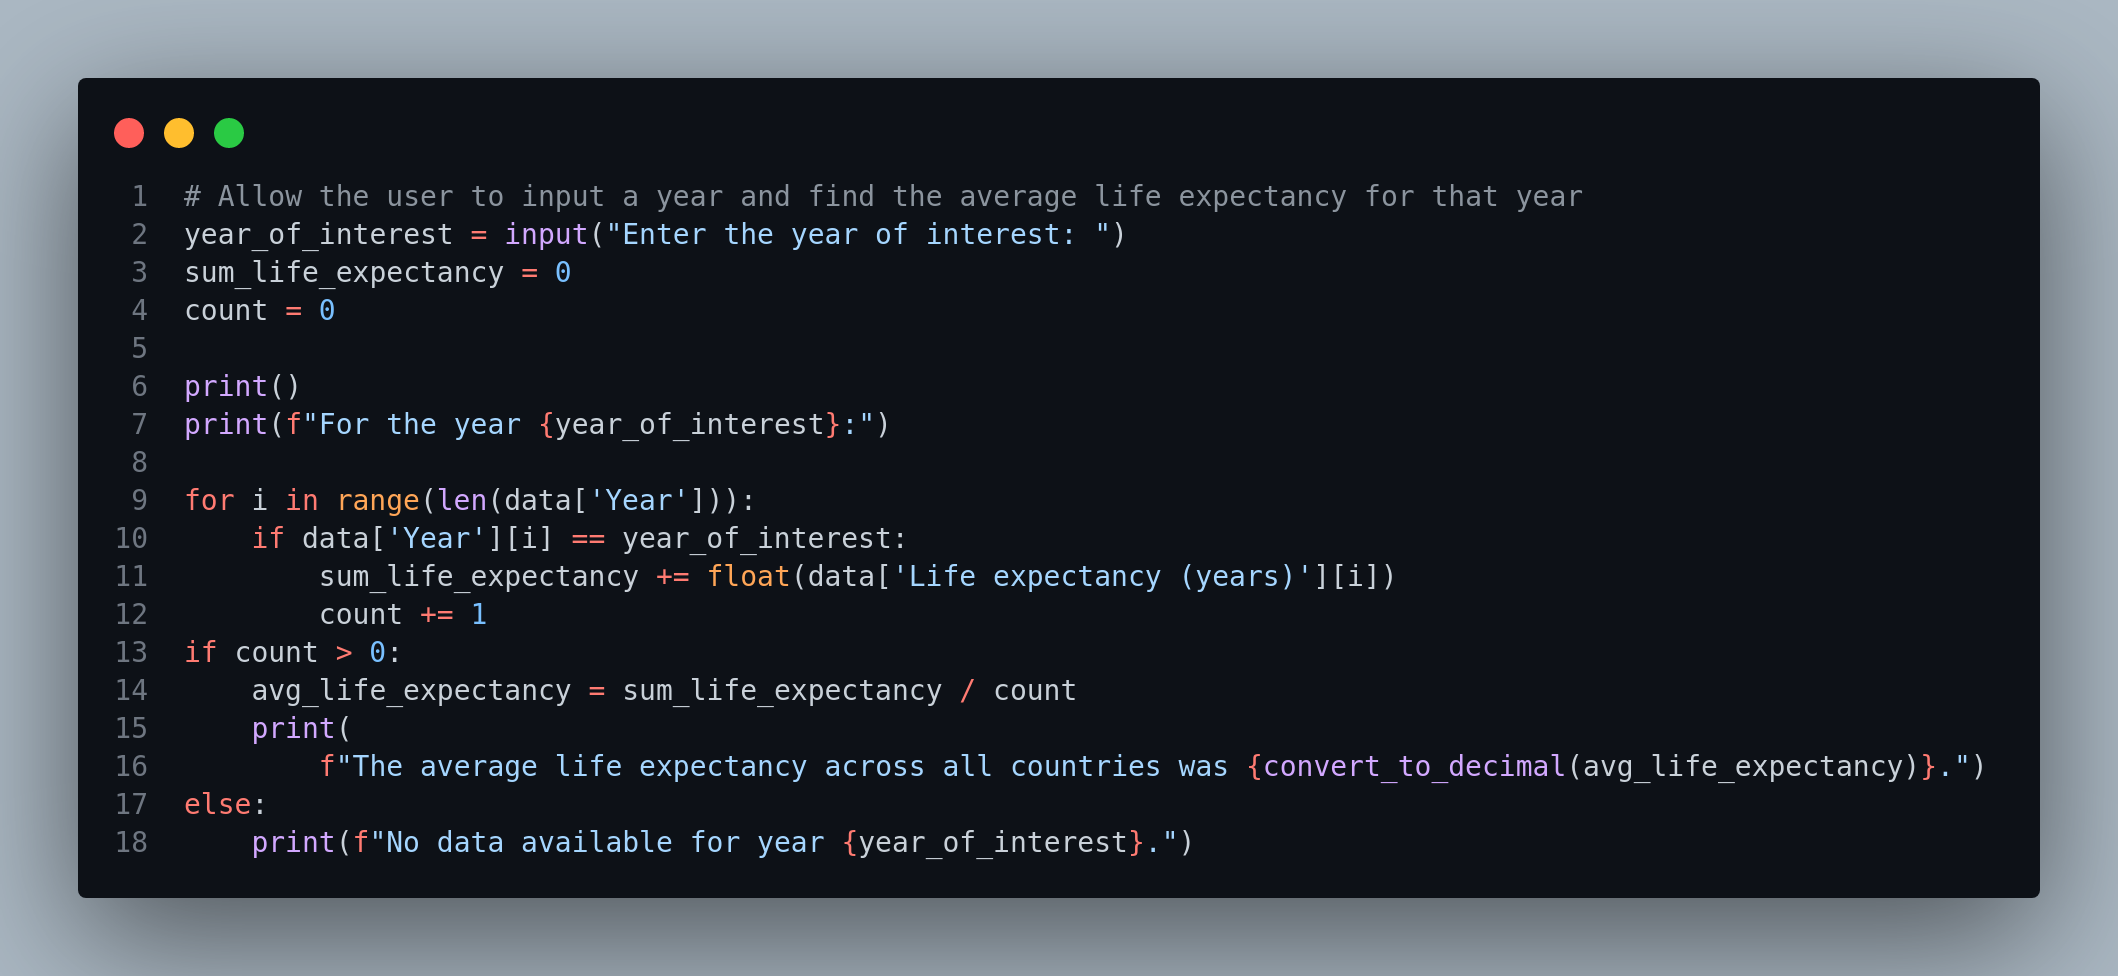 1 # Allow the user to input a year and find the average life expectancy for that year
2 year_of_interest = input("Enter the year of interest: ")
3 sum_life_expectancy = 0
4 count = 0
5
6 print()
7 print(f"For the year {year_of_interest}:")
8
9 for i in range(len(data['Year'])):
10     if data['Year'][i] == year_of_interest:
11         sum_life_expectancy += float(data['Life expectancy (years)'][i])
12         count += 1
13 if count > 0:
14     avg_life_expectancy = sum_life_expectancy / count
15     print(
16         f"The average life expectancy across all countries was {convert_to_decimal(avg_life_expectancy)}.")
17 else:
18     print(f"No data available for year {year_of_interest}.")